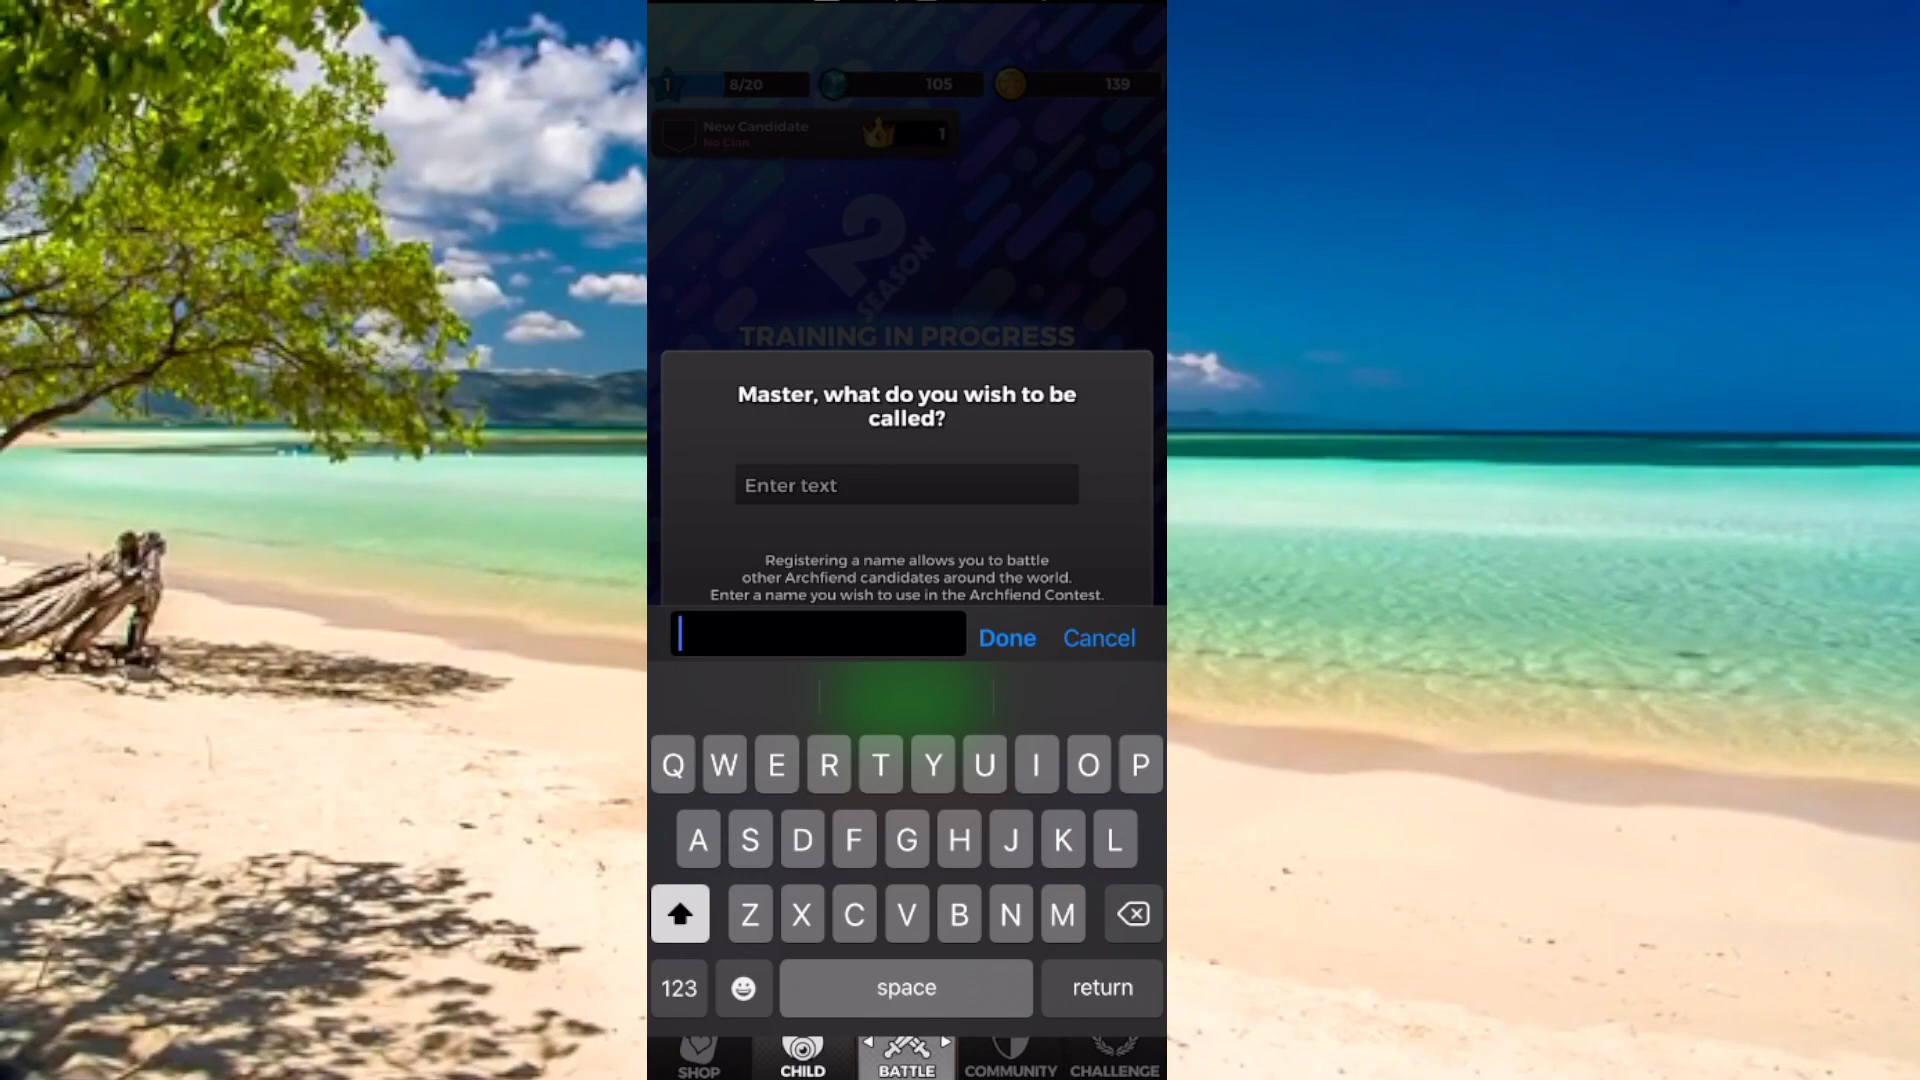 1 8/20 105 139
New Candidate
No Clan
1
2
SEASON
TRAINING IN PROGRESS
Master, what do you wish to be
called?
Enter text
Registering a name allows you to battle
other Archfiend candidates around the world.
Enter a name you wish to use in the Archfiend Contest.
Done Cancel
Q W E R T Y U I O P
A S D F G H J K L
Z X C V B N M
123 space return
SHOP CHILD BATTLE COMMUNITY CHALLENGE